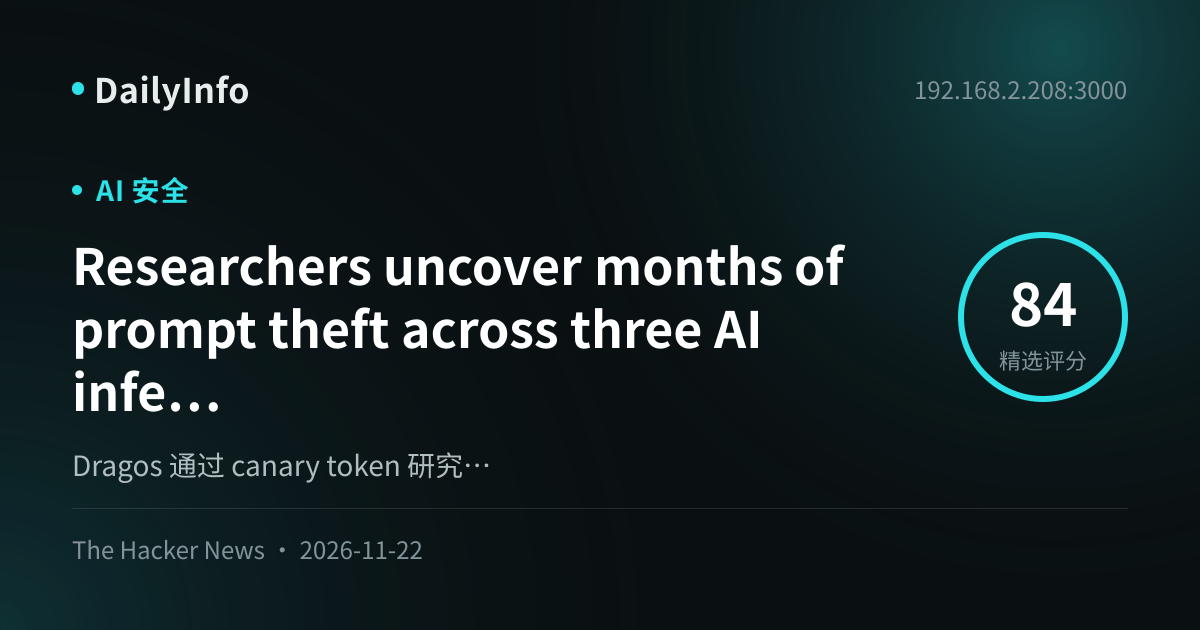 DailyInfo
192.168.2.208:3000
AI 安全
Researchers uncover months of
prompt theft across three AI
infe…
84
精选评分
Dragos 通过 canary token 研究…
The Hacker News · 2026-11-22